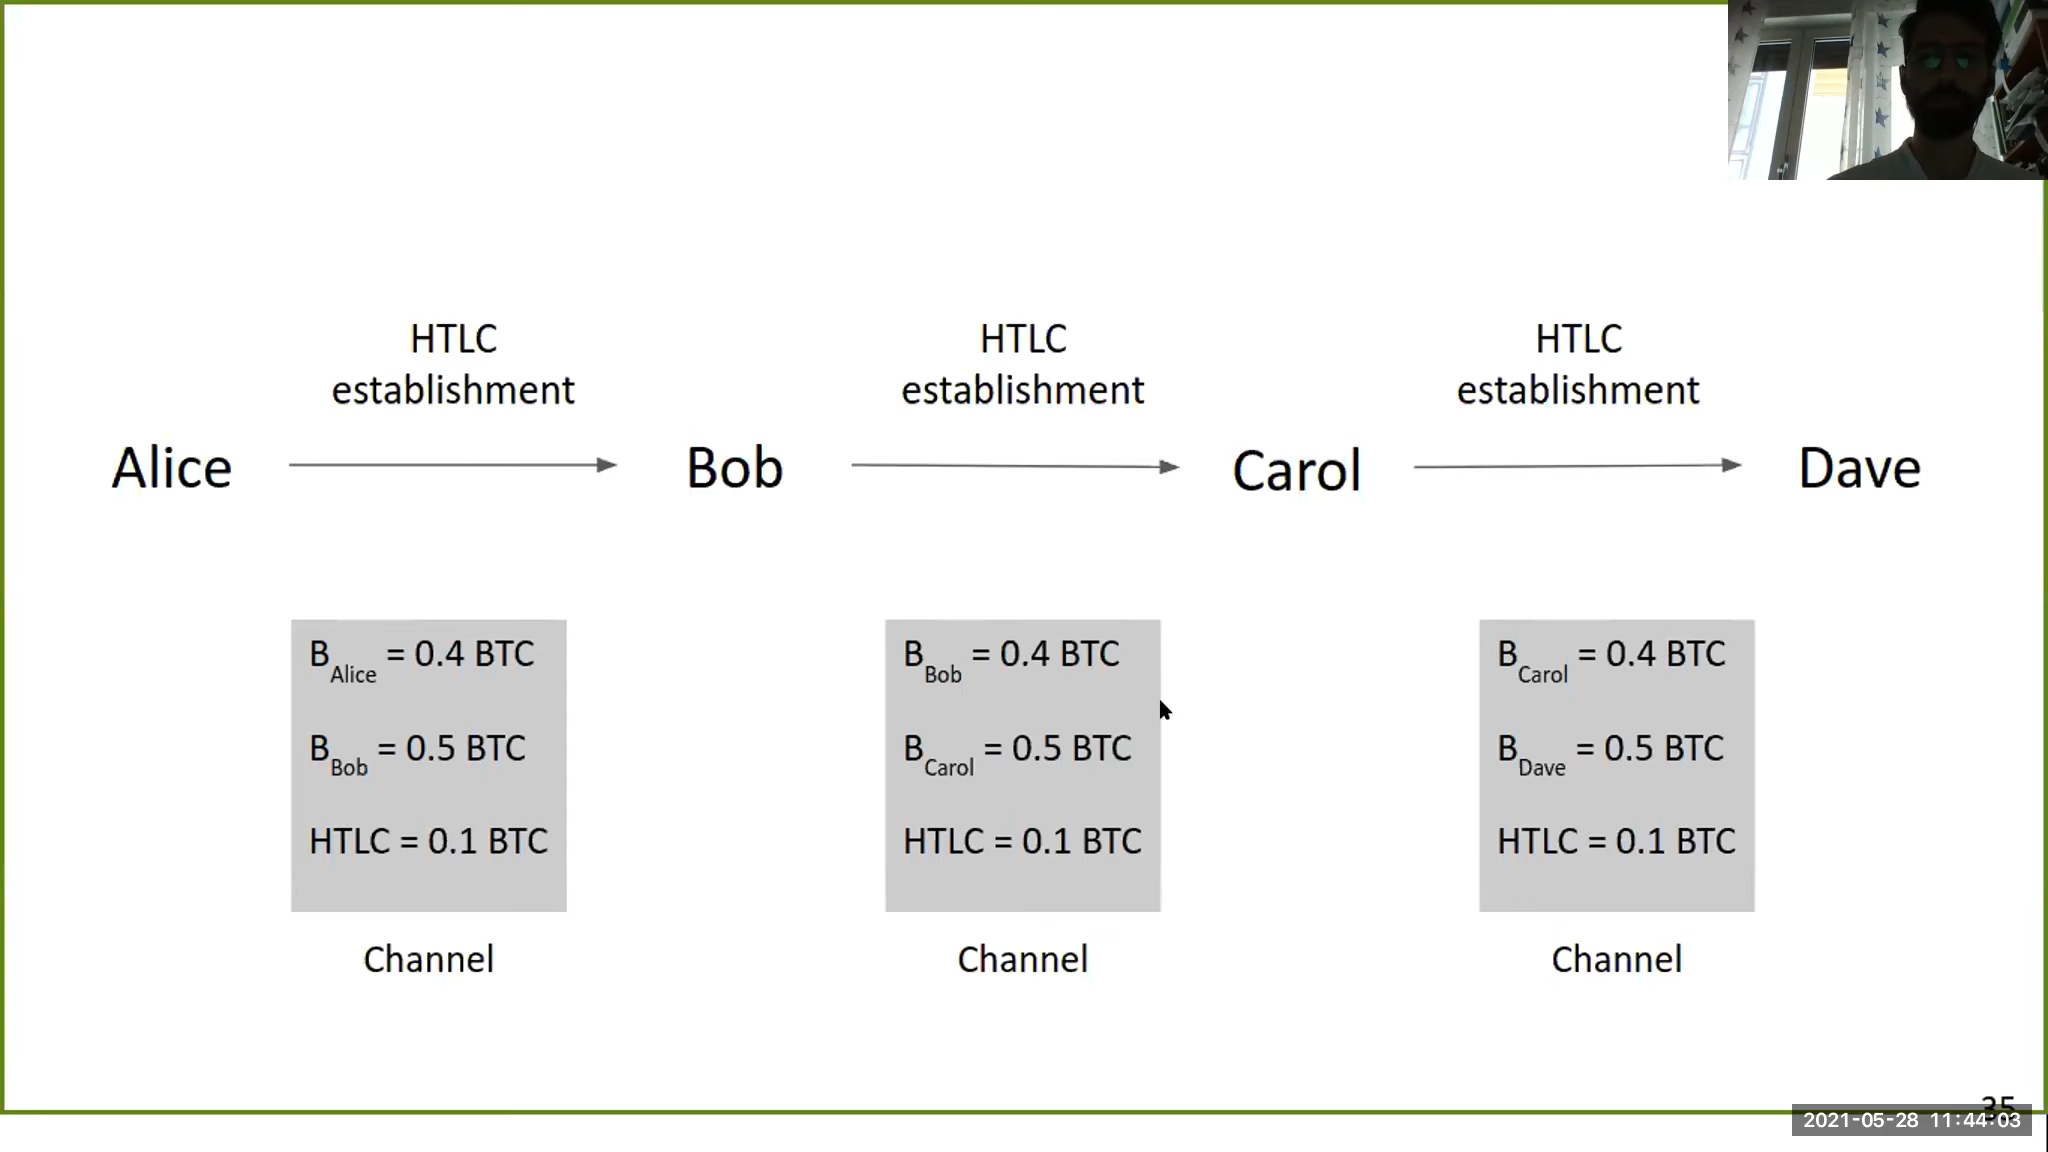 HTLC
establishment
HTLC
establishment
HTLC
establishment
Alice
Bob
Carol
Dave
B Alice = 0.4 BTC
B Bob = 0.5 BTC
HTLC = 0.1 BTC
Channel
B Bob = 0.4 BTC
B Carol = 0.5 BTC
HTLC = 0.1 BTC
Channel
B Carol = 0.4 BTC
B Dave = 0.5 BTC
HTLC = 0.1 BTC
Channel
35
2021-05-28 11:44:03